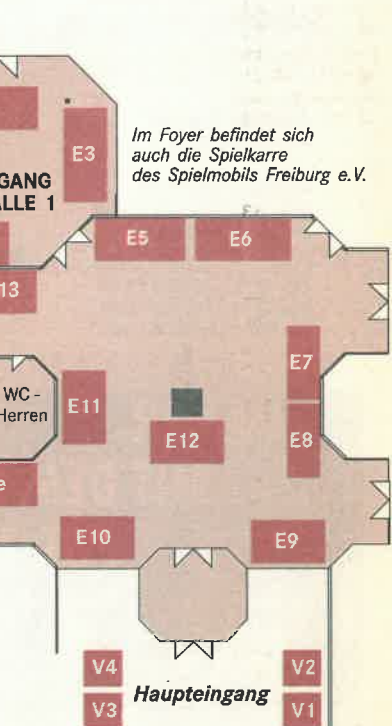 E3
Im Foyer befindet sich
auch die Spielkarre
des Spielmobils Freiburg e.V.
GANG
LLE 1
E5
E6
13
E7
WC -
Herren
E11
E12
E8
e
E10
E9
V4
V2
Haupteingang
V3
V1